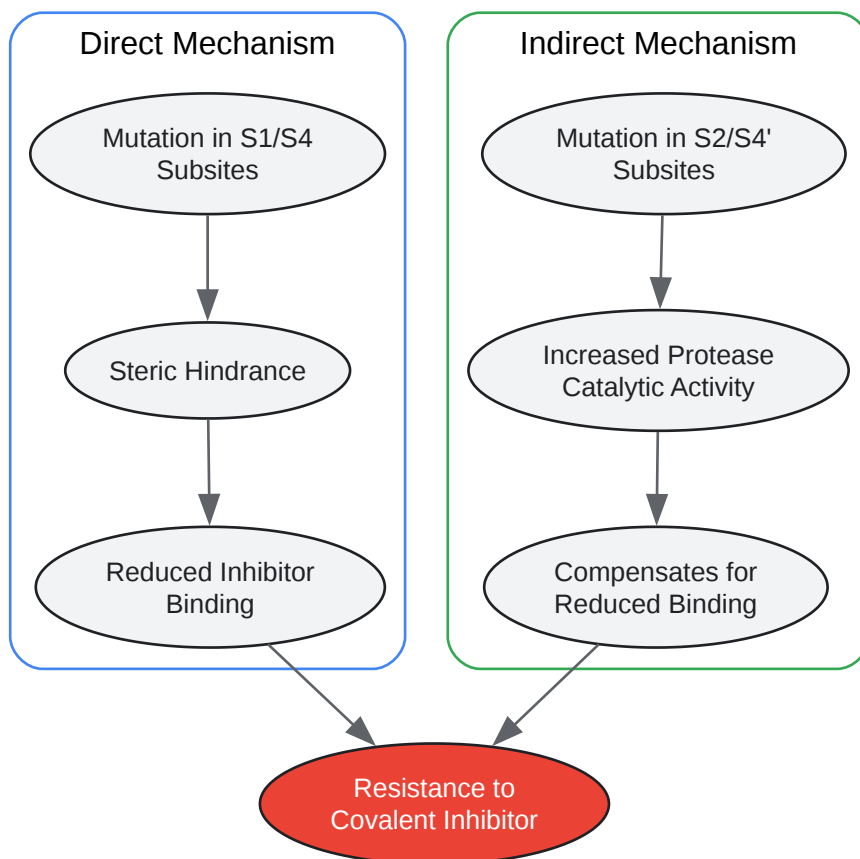 Direct Mechanism
Mutation in S1/S4
Subsites
Steric Hindrance
Reduced Inhibitor
Binding
Indirect Mechanism
Mutation in S2/S4'
Subsites
Increased Protease
Catalytic Activity
Compensates for
Reduced Binding
Resistance to
Covalent Inhibitor